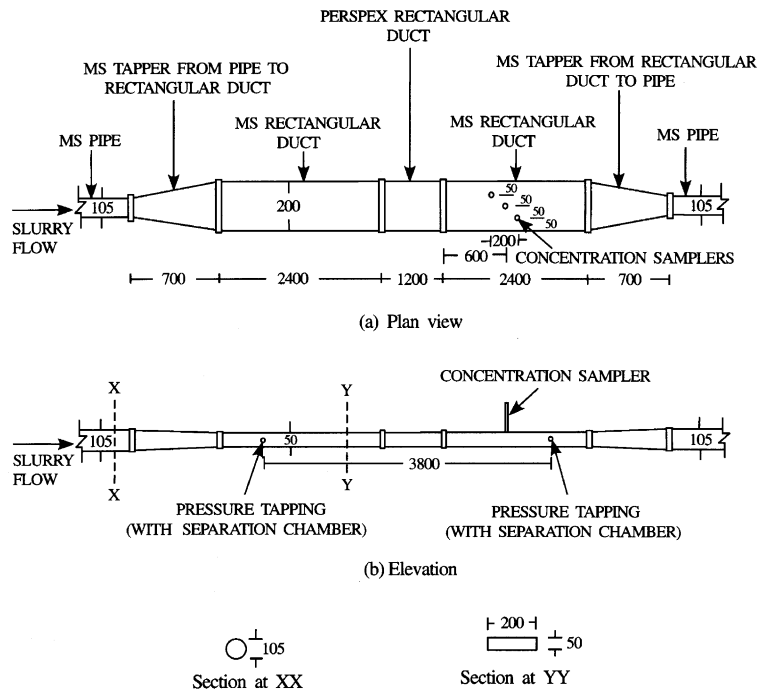 PERSPEX RECTANGULAR
DUCT
MS TAPPER FROM PIPE TO
RECTANGULAR DUCT
MS TAPPER FROM RECTANGULAR
DUCT TO PIPE
MS RECTANGULAR
DUCT
MS RECTANGULAR
DUCT
MS PIPE
MS PIPE
105
200
50
50
50
50
105
SLURRY
FLOW
200
600
CONCENTRATION SAMPLERS
700
2400
1200
2400
700
(a) Plan view
X
Y
CONCENTRATION SAMPLER
105
50
105
SLURRY
FLOW
3800
X
Y
PRESSURE TAPPING
(WITH SEPARATION CHAMBER)
PRESSURE TAPPING
(WITH SEPARATION CHAMBER)
(b) Elevation
105
Section at XX
200
50
Section at YY